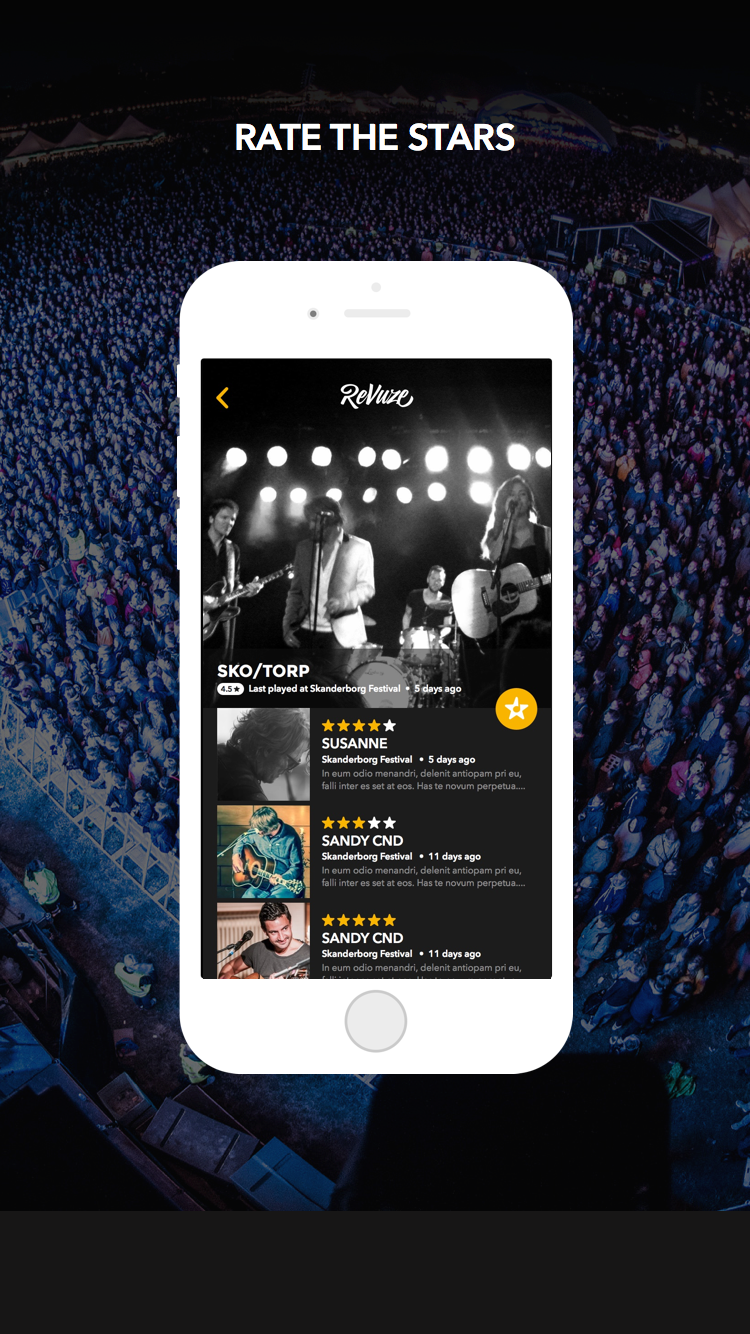 RATE THE STARS
ReVuze
SKO/TORP
4.5★ Last played at Skanderborg Festival • 5 days ago
SUSANNE
Skanderborg Festival • 5 days ago
In eum odio menandri, delenit antiopam pri eu,
falli inter es set at eos. Has te novum perpetua....
SANDY CND
Skanderborg Festival • 11 days ago
In eum odio menandri, delenit antiopam pri eu,
falli inter es set at eos. Has te novum perpetua....
SANDY CND
Skanderborg Festival • 11 days ago
In eum odio menandri, delenit antiopam pri eu,